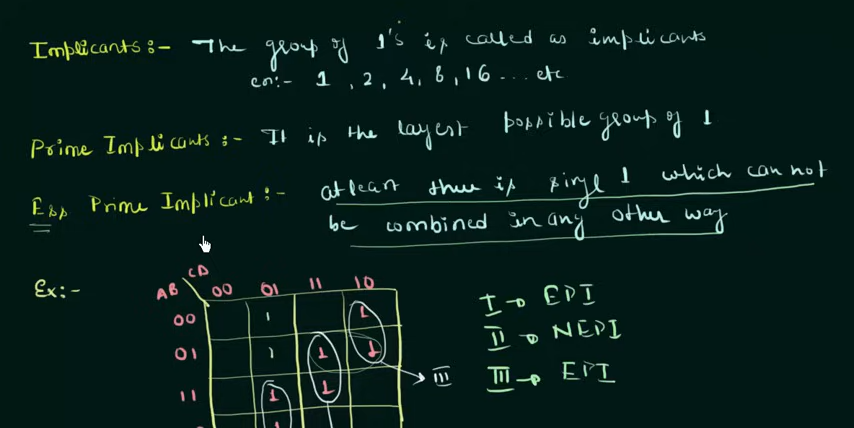 Implicants :- The group of 1's is called as implicants
ex:- 1 , 2 , 4 , 8 , 16 ... etc
Prime Implicants :- It is the largest possible group of 1
Ess Prime Implicant :- atleast there is single 1 which can not
be combined in any other way
Ex:-
CD
AB 00 01 11 10
00 1 1
01 1 1 1 I → EPI
II → NEPI
11 1 1 III III → EPI
1